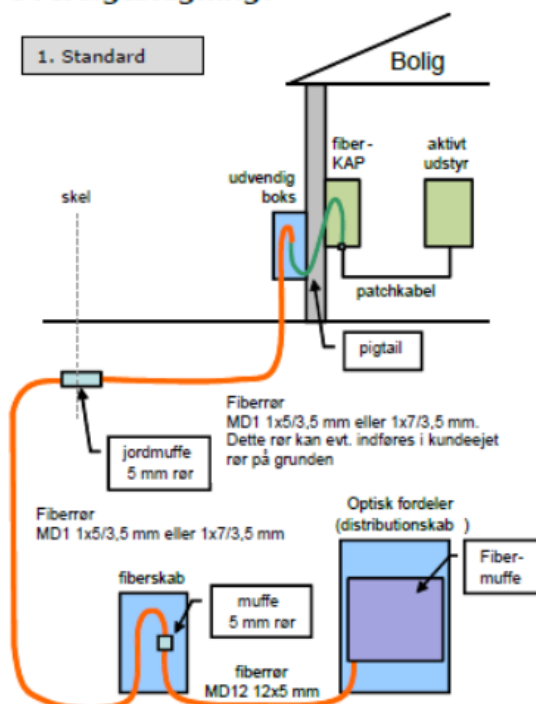 1. Standard
Bolig
fiber-
KAP
aktivt
udstyr
udvendig
boks
skel
patchkabel
pigtail
jordmuffe
5 mm rør
Fiberrør
MD1 1x5/3,5 mm eller 1x7/3,5 mm.
Dette rør kan evt. indføres i kundeejet
rør på grunden
Fiberrør
MD1 1x5/3,5 mm eller 1x7/3,5 mm
Optisk fordeler
(distributionskab )
Fiber-
muffe
fiberskab
muffe
5 mm rør
fiberrør
MD12 12x5 mm